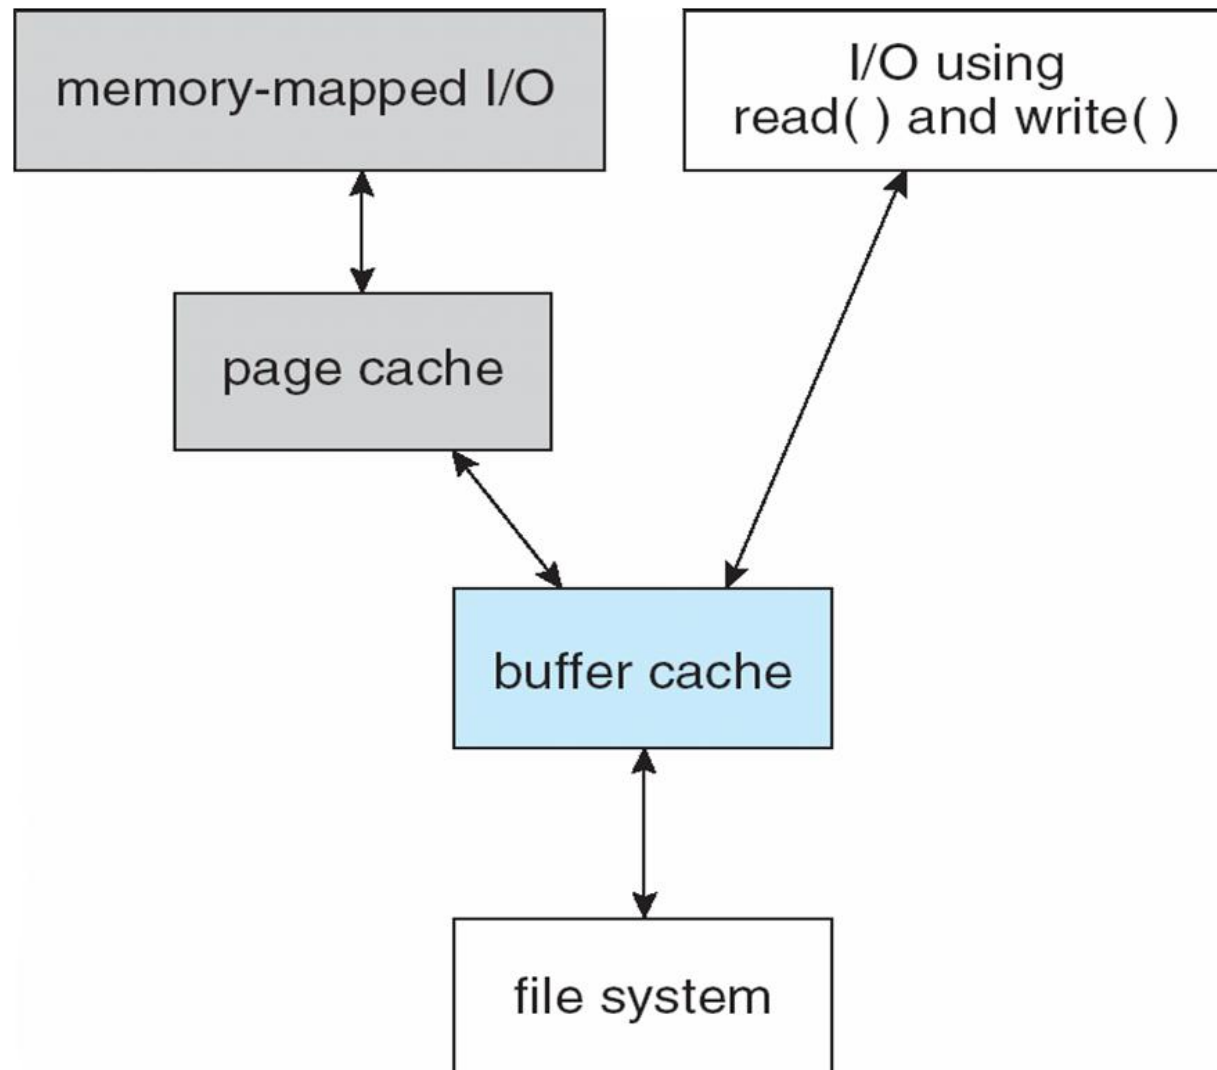 memory-mapped I/O
I/O using
read( ) and write( )
page cache
buffer cache
file system